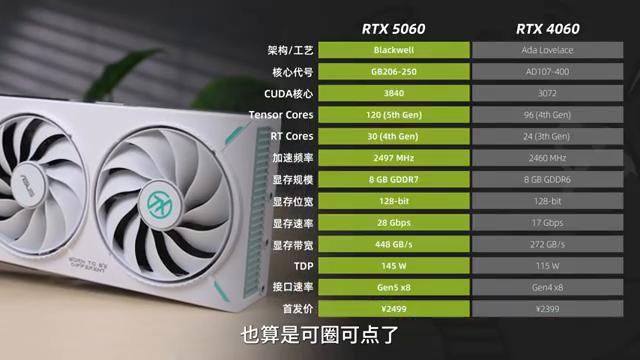 RTX 5060 RTX 4060
架构/工艺 Blackwell Ada Lovelace
核心代号 GB206-250 AD107-400
CUDA核心 3840 3072
Tensor Cores 120 (5th Gen) 96 (4th Gen)
RT Cores 30 (4th Gen) 24 (3th Gen)
加速频率 2497 MHz 2460 MHz
显存规模 8 GB GDDR7 8 GB GDDR6
显存位宽 128-bit 128-bit
显存速率 28 Gbps 17 Gbps
显存带宽 448 GB/s 272 GB/s
TDP 145 W 115 W
接口速率 Gen5 x8 Gen4 x8
首发价 ¥2499 ¥2399
ASUS
BORN TO BE
DIFFERENT
也算是可圈可点了